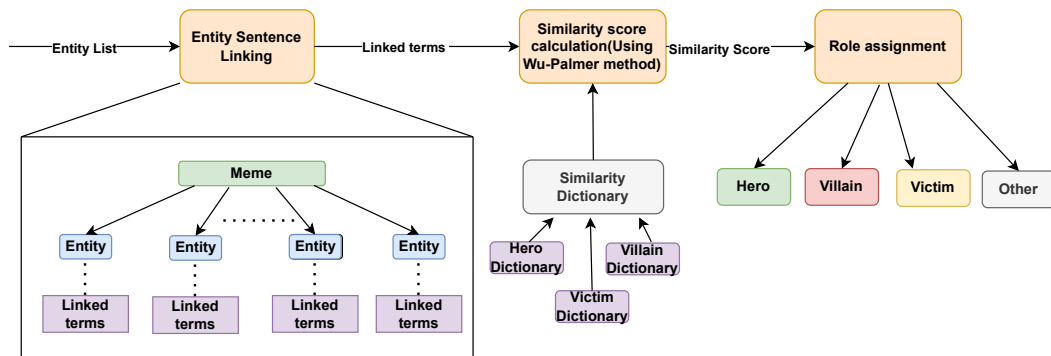 Entity List
Entity Sentence
Linking
Linked terms
Similarity score
calculation(Using
Wu-Palmer method)
Similarity Score
Role assignment
Meme
Entity
Entity
Entity
Entity
Linked
terms
Linked
terms
Linked
terms
Linked
terms
Similarity
Dictionary
Hero
Dictionary
Victim
Dictionary
Villain
Dictionary
Hero
Villain
Victim
Other